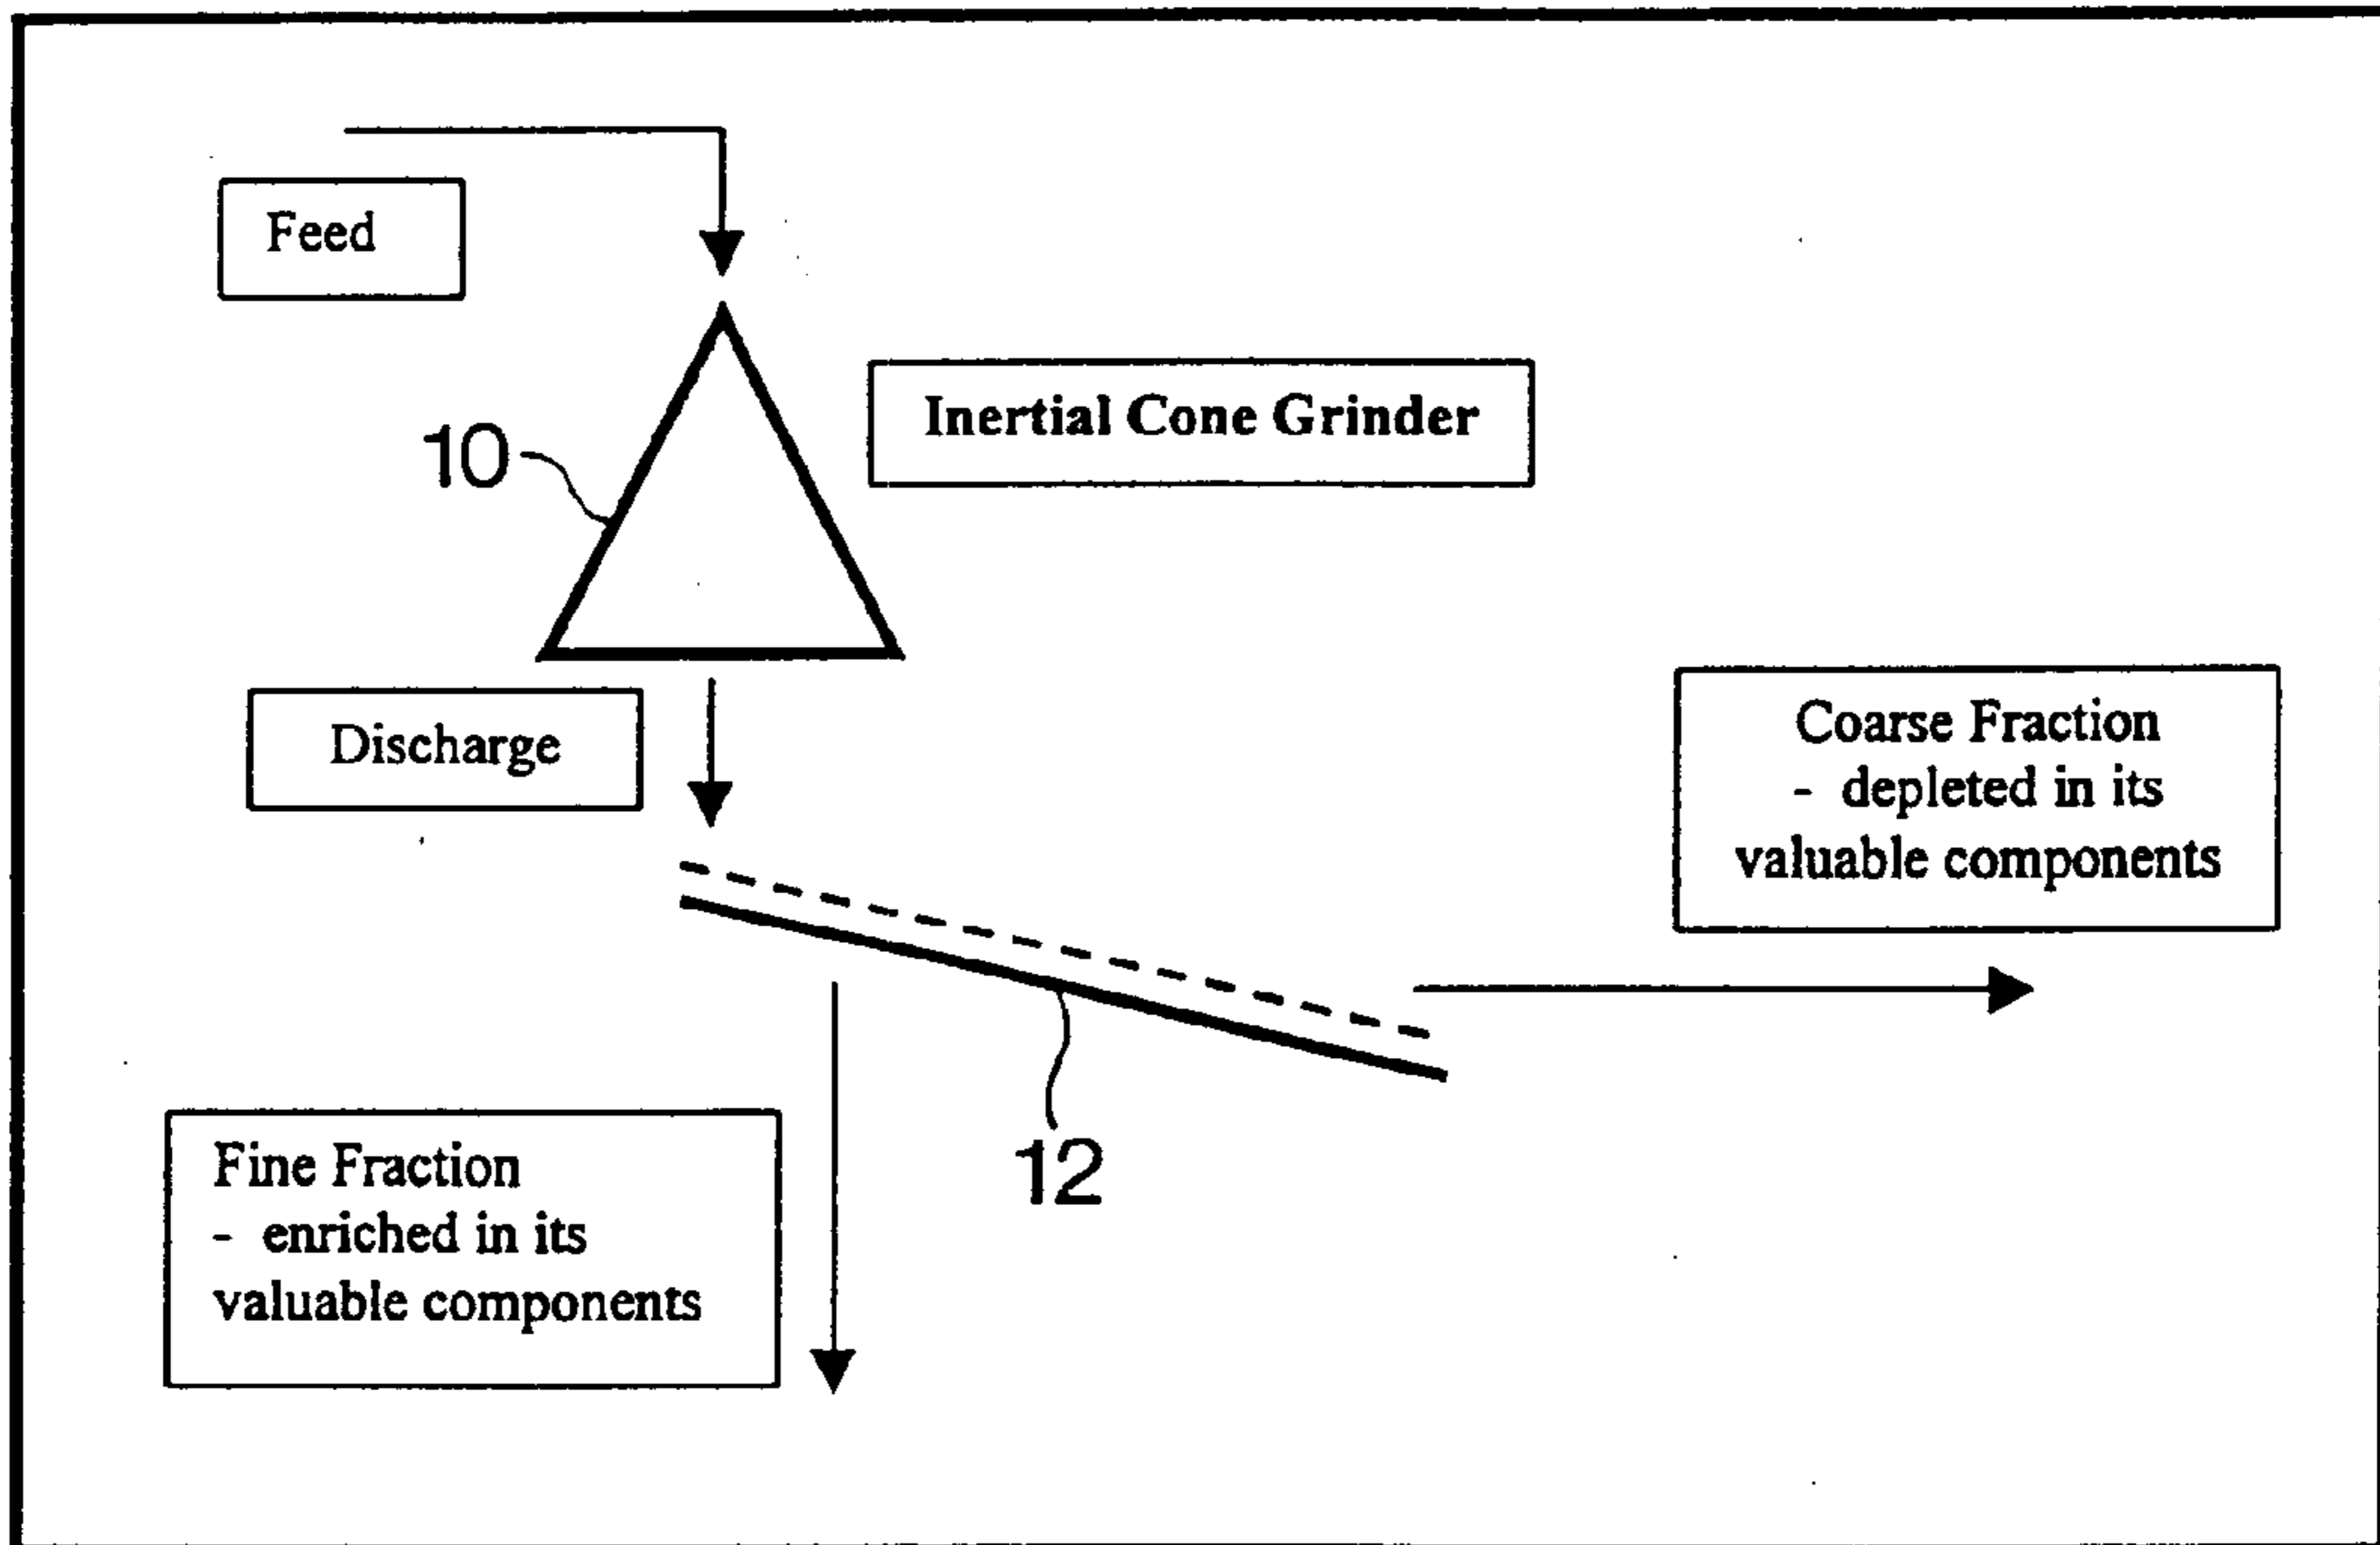 Feed
10
Inertial Cone Grinder
Discharge
Coarse Fraction
- depleted in its
valuable components
12
Fine Fraction
- enriched in its
valuable components